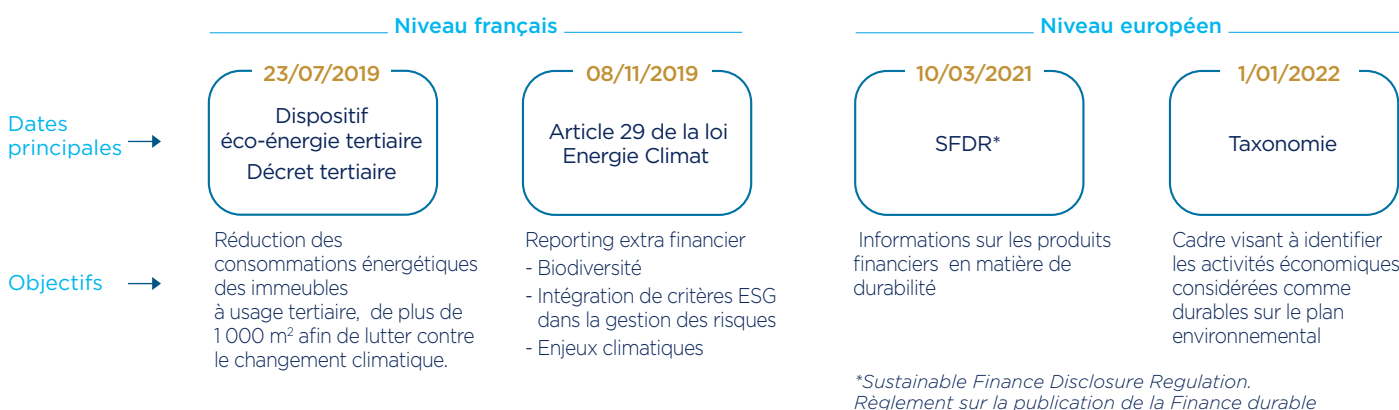 Niveau français
Niveau européen
Dates
principales
23/07/2019
Dispositif
éco-énergie tertiaire
Décret tertiaire
08/11/2019
Article 29 de la loi
Energie Climat
10/03/2021
SFDR*
1/01/2022
Taxonomie
Objectifs
Réduction des
consommations énergétiques
des immeubles
à usage tertiaire, de plus de
1 000 m² afin de lutter contre
le changement climatique.
Reporting extra financier
- Biodiversité
- Intégration de critères ESG
dans la gestion des risques
- Enjeux climatiques
Informations sur les produits
financiers en matière de
durabilité
Cadre visant à identifier
les activités économiques
considérées comme
durables sur le plan
environnemental
*Sustainable Finance Disclosure Regulation.
Règlement sur la publication de la Finance durable